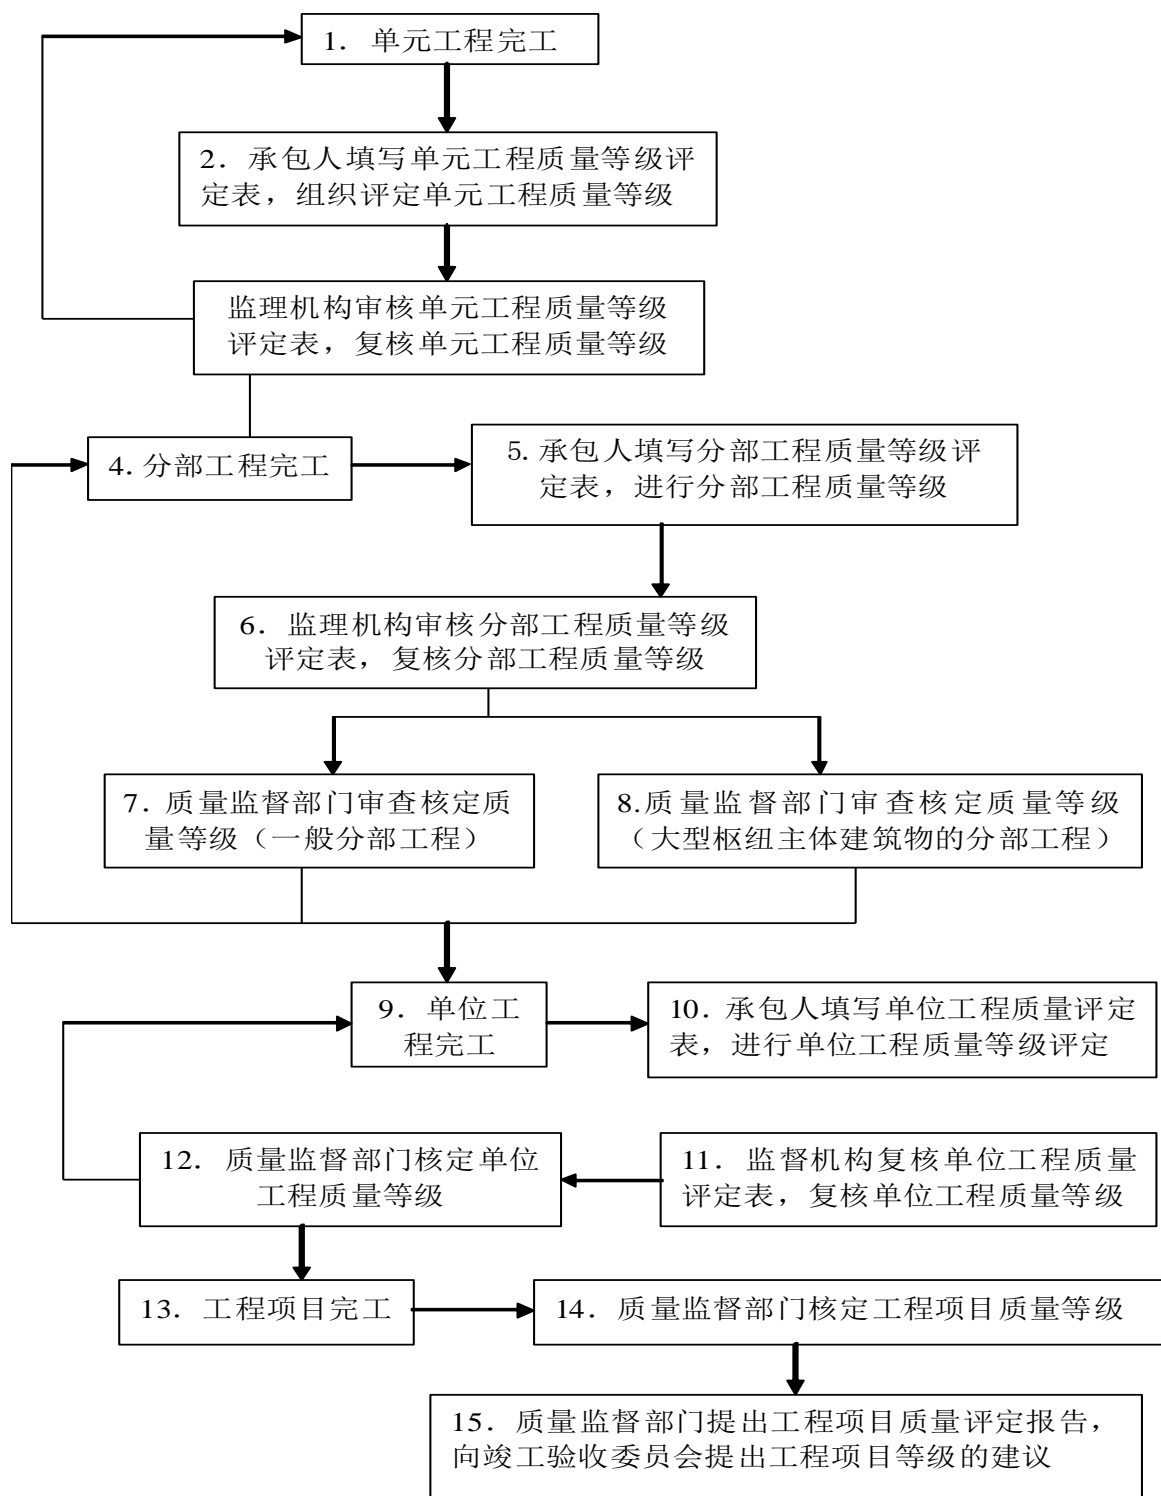 1. 单元工程完工
2. 承包人填写单元工程质量等级评
定表，组织评定单元工程质量等级
监理机构审核单元工程质量等级
评定表，复核单元工程质量等级
4. 分部工程完工
5. 承包人填写分部工程质量等级评
定表，进行分部工程质量等级
6. 监理机构审核分部工程质量等级
评定表，复核分部工程质量等级
7. 质量监督部门审查核定质
量等级（一般分部工程）
8.质量监督部门审查核定质量等级
（大型枢纽主体建筑物的分部工程）
9. 单位工
程完工
10. 承包人填写单位工程质量评定
表，进行单位工程质量等级评定
12. 质量监督部门核定单位
工程质量等级
11. 监督机构复核单位工程质量
评定表，复核单位工程质量等级
13. 工程项目完工
14. 质量监督部门核定工程项目质量等级
15. 质量监督部门提出工程项目质量评定报告，
向竣工验收委员会提出工程项目等级的建议